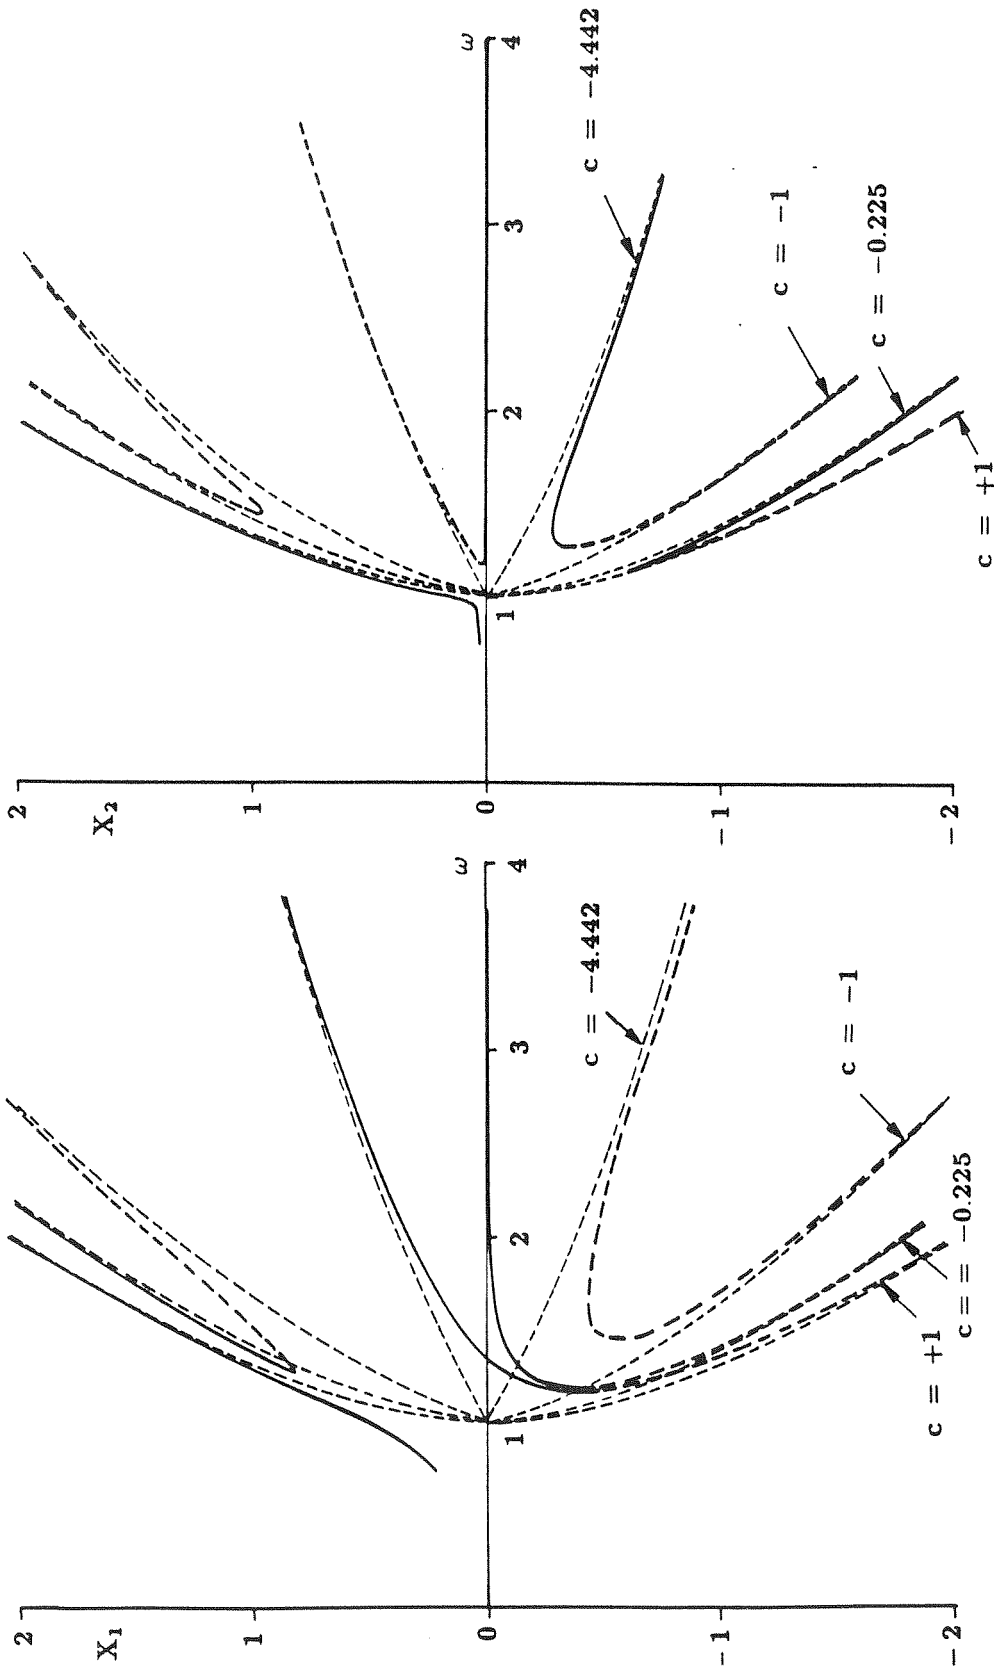 2
X₁
1
ω
0
1 2 3 4
c = −4.442
−1
c = −1
c = +1
c = = −0.225
−2
2
X₂
1
ω
0
1 2 3 4
c = −4.442
−1
c = −1
c = −0.225
−2
c = +1